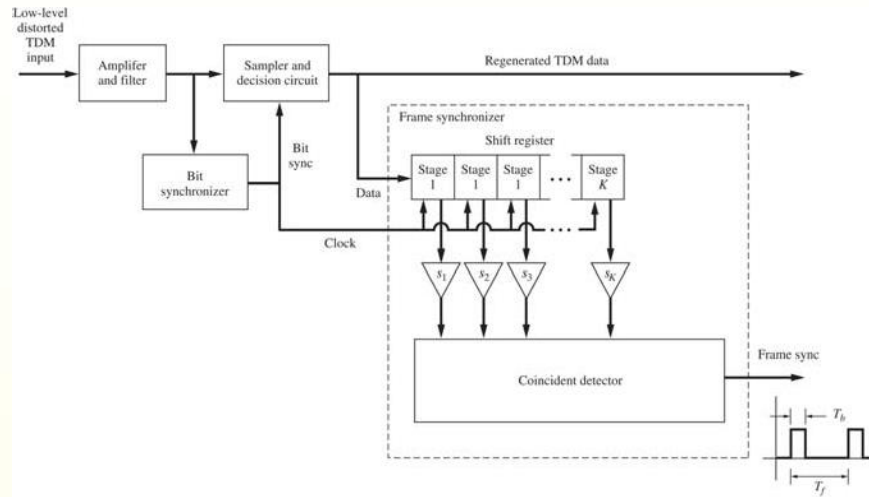 Low-level
distorted
TDM
input
Amplifer
and filter
Sampler and
decision circuit
Regenerated TDM data
Frame synchronizer
Shift register
Bit
sync
Bit
synchronizer
Stage
1
Stage
1
Stage
1
...
Stage
K
Data
Clock
...
s1
s2
s3
sK
Coincident detector
Frame sync
Tb
Tf